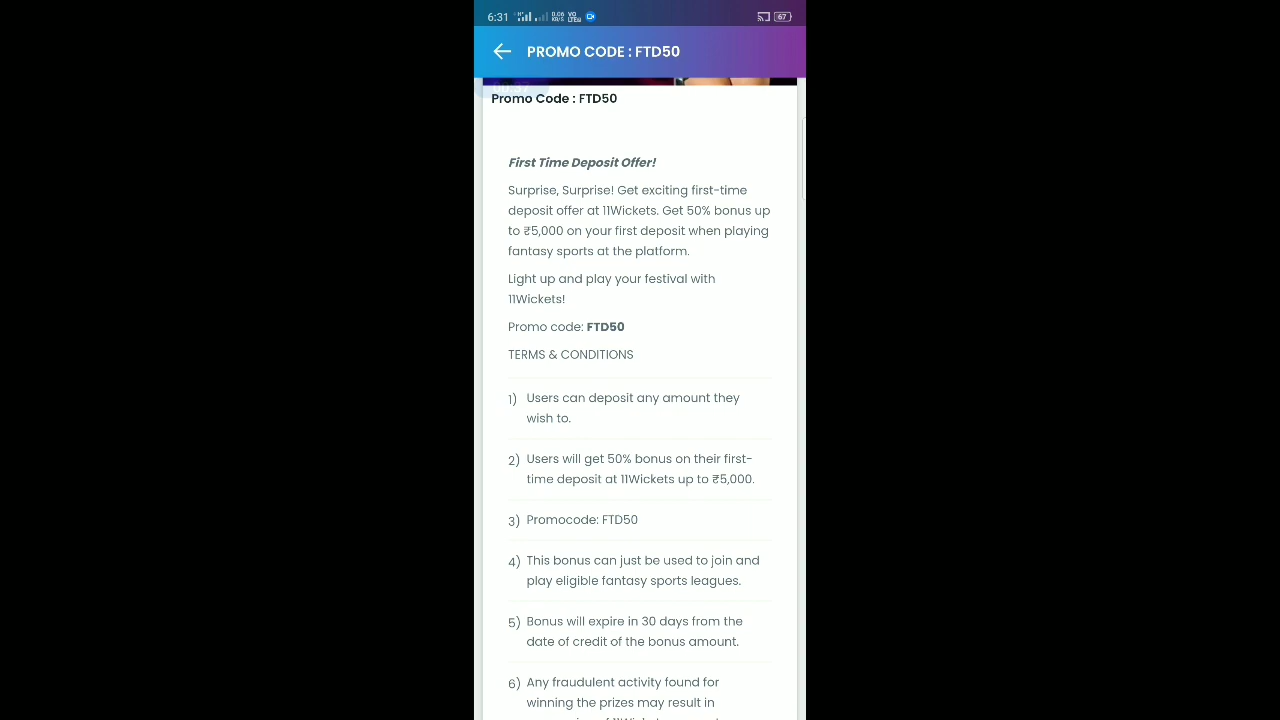 6:31 0.06 KB/S VO LTE 67
PROMO CODE : FTD50
Promo Code : FTD50
First Time Deposit Offer!
Surprise, Surprise! Get exciting first-time
deposit offer at 11Wickets. Get 50% bonus up
to ₹5,000 on your first deposit when playing
fantasy sports at the platform.
Light up and play your festival with
11Wickets!
Promo code: FTD50
TERMS & CONDITIONS
1) Users can deposit any amount they
wish to.
2) Users will get 50% bonus on their first-
time deposit at 11Wickets up to ₹5,000.
3) Promocode: FTD50
4) This bonus can just be used to join and
play eligible fantasy sports leagues.
5) Bonus will expire in 30 days from the
date of credit of the bonus amount.
6) Any fraudulent activity found for
winning the prizes may result in